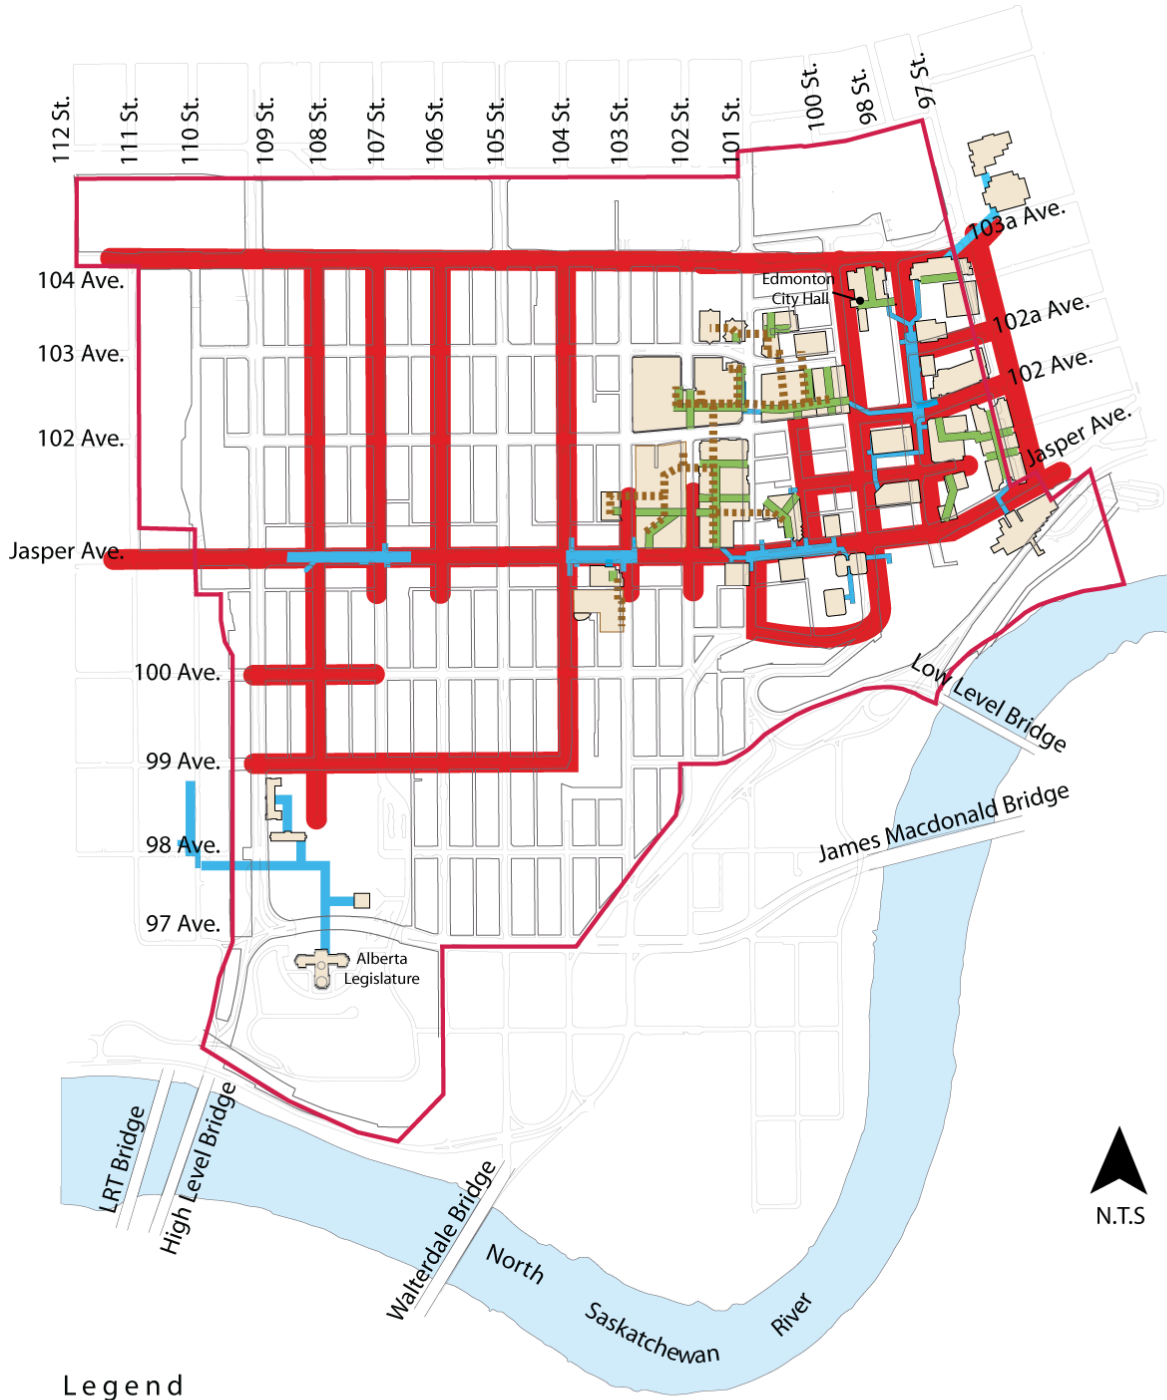 112 St.
111 St.
110 St.
109 St.
108 St.
107 St.
106 St.
105 St.
104 St.
103 St.
102 St.
101 St.
100 St.
98 St.
97 St.
103a Ave.
104 Ave.
Edmonton
City Hall
102a Ave.
103 Ave.
102 Ave.
102 Ave.
Jasper Ave.
Jasper Ave.
100 Ave.
Low Level Bridge
99 Ave.
James Macdonald Bridge
98 Ave.
97 Ave.
Alberta
Legislature
LRT Bridge
High Level Bridge
Walterdale Bridge
North
Saskatchewan
River
N.T.S
Legend